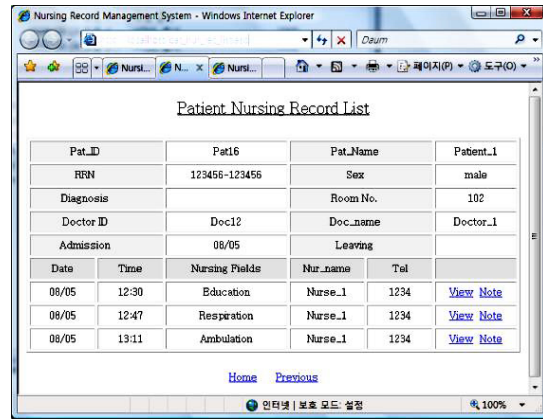 Nursing Record Management System - Windows Internet Explorer
Daum
Nursi... N... x Nursi... 페이지(P) 도구(O) »
Patient Nursing Record List
Pat_ID Pat16 Pat_Name Patient_1
RRN 123456-123456 Sex male
Diagnosis Room No. 102
Doctor ID Doc12 Doc_name Doctor_1
Admission 08/05 Leaving
Date Time Nursing Fields Nur_name Tel
08/05 12:30 Education Nurse_1 1234 View Note
08/05 12:47 Respiration Nurse_1 1234 View Note
08/05 13:11 Ambulation Nurse_1 1234 View Note
Home Previous
인터넷 | 보호 모드: 설정 100%